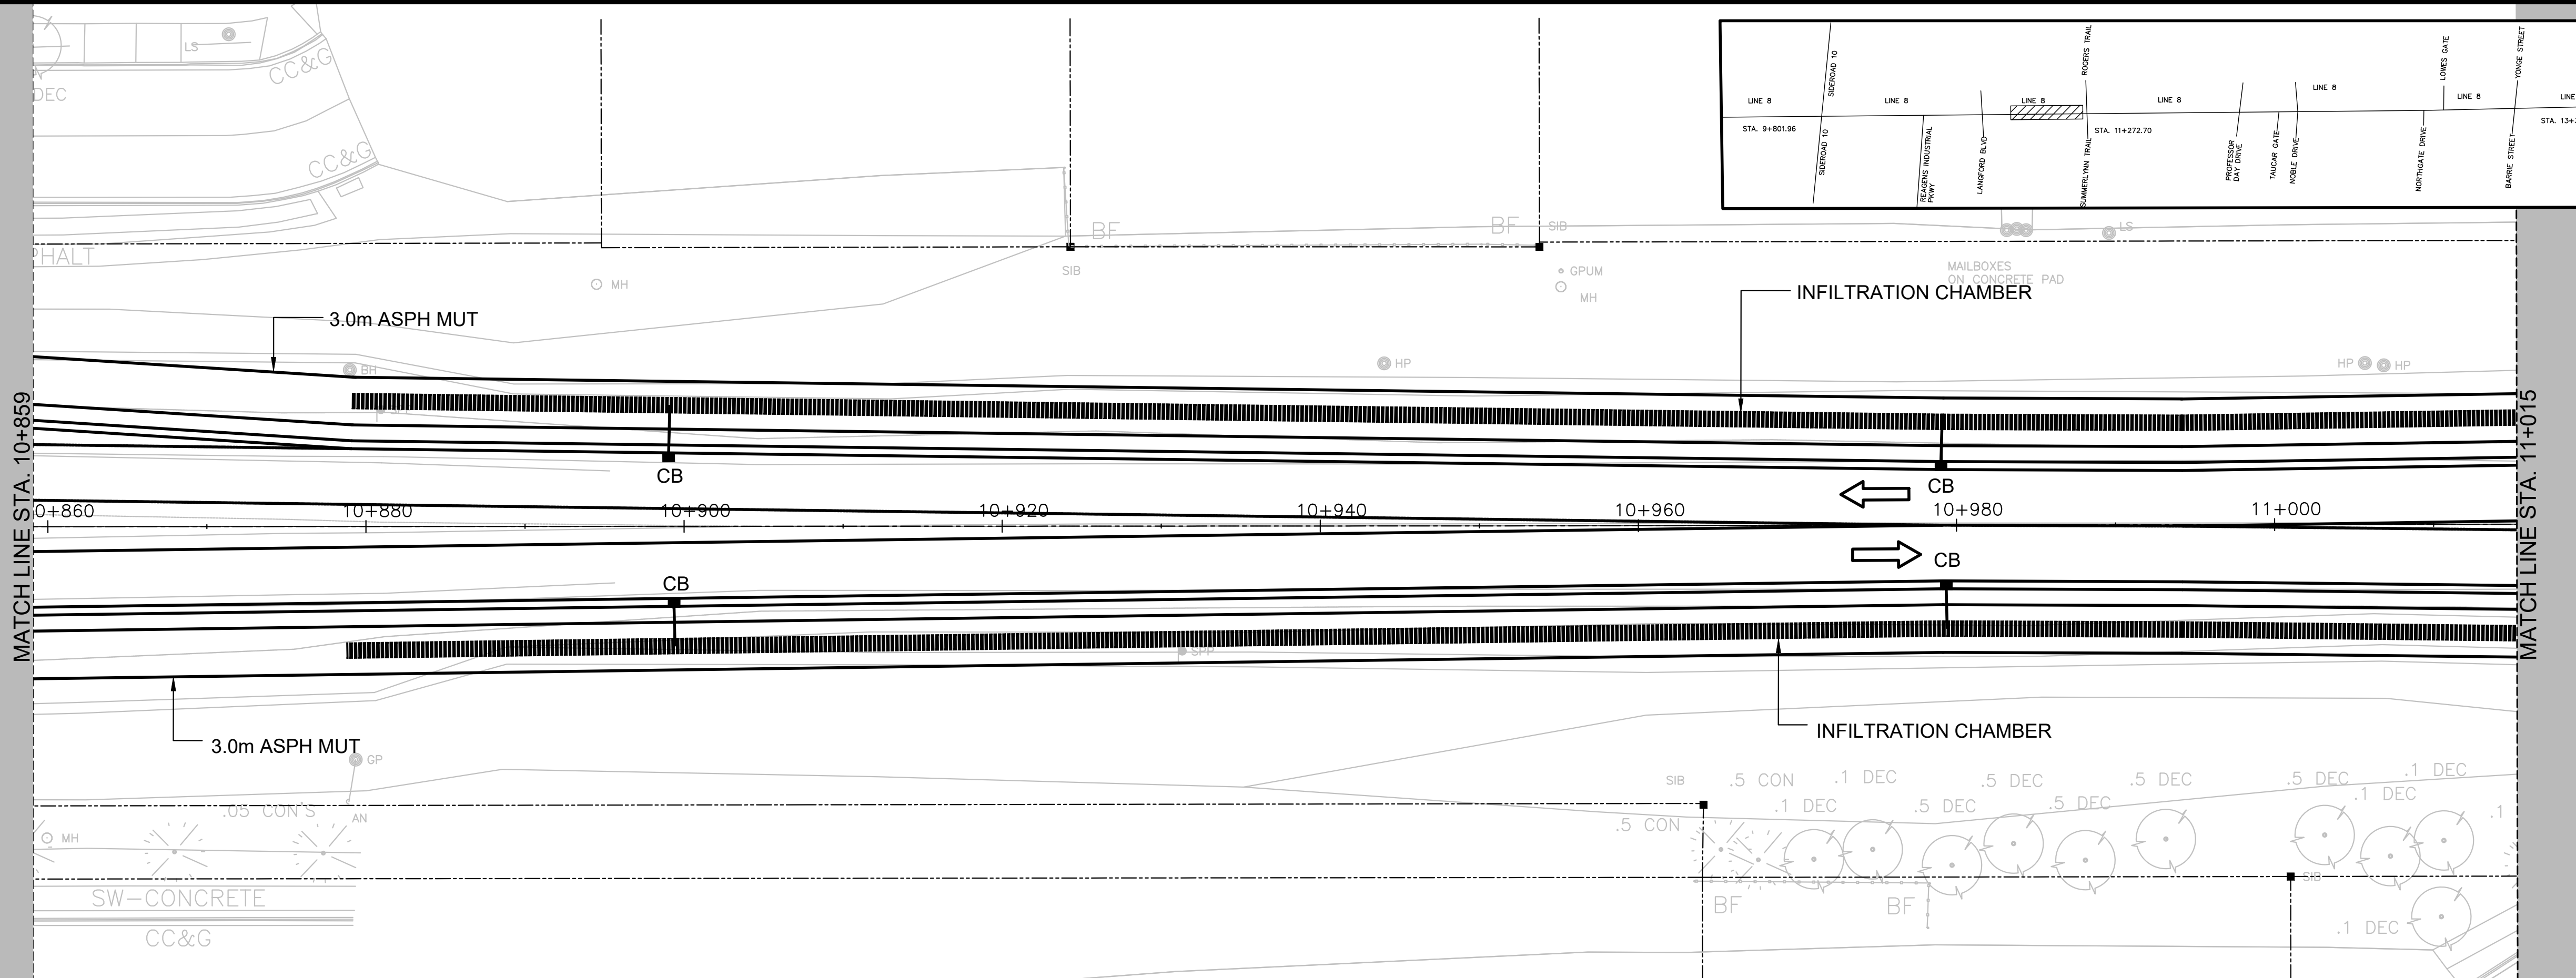 LS
CC&G
DEC
CC&G
PHALT
SIDEROAD 10
ROGERS TRAIL
LOWES GATE
YONGE STREET
LINE 8
LINE 8
LINE 8
LINE 8
LINE 8
LINE 8
LINE
STA. 9+801.96
STA. 11+272.70
STA. 13+
SIDEROAD 10
REAGENS INDUSTRIAL
PKWY
LANGFORD BLVD
SUMMERLYNN TRAIL
PROFESSOR
DAY DRIVE
TAUCAR GATE
NOBLE DRIVE
NORTHGATE DRIVE
BARRIE STREET
BF
BF
SIB
LS
SIB
MH
GPUM
MH
MAILBOXES
ON CONCRETE PAD
INFILTRATION CHAMBER
3.0m ASPH MUT
BH
HP
HP
HP
MATCH LINE STA. 10+859
MATCH LINE STA. 11+015
CB
CB
0+860
10+880
10+900
10+920
10+940
10+960
10+980
11+000
CB
CB
SPP
3.0m ASPH MUT
INFILTRATION CHAMBER
GP
.05 CON'S
AN
MH
SW-CONCRETE
CC&G
SIB
.5 CON
.1 DEC
.5 DEC
.5 DEC
.5 DEC
.1 DEC
.5 CON
.1 DEC
.5 DEC
.5 DEC
.1 DEC
.1
BF
BF
SIB
.1 DEC